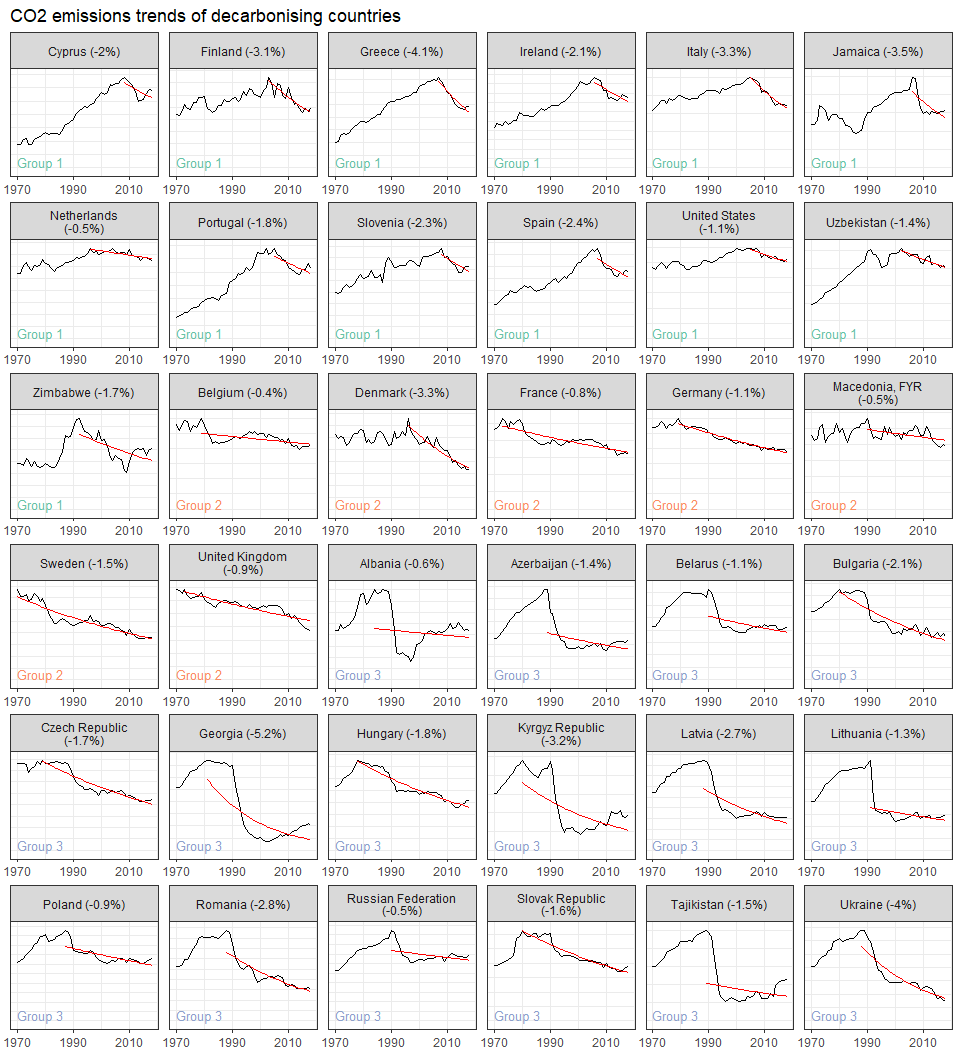 CO2 emissions trends of decarbonising countries
Cyprus (-2%)
Finland (-3.1%)
Greece (-4.1%)
Ireland (-2.1%)
Italy (-3.3%)
Jamaica (-3.5%)
Group 1
Group 1
Group 1
Group 1
Group 1
Group 1
1970 1990 2010
1970 1990 2010
1970 1990 2010
1970 1990 2010
1970 1990 2010
1970 1990 2010
Netherlands
(-0.5%)
Portugal (-1.8%)
Slovenia (-2.3%)
Spain (-2.4%)
United States
(-1.1%)
Uzbekistan (-1.4%)
Group 1
Group 1
Group 1
Group 1
Group 1
Group 1
1970 1990 2010
1970 1990 2010
1970 1990 2010
1970 1990 2010
1970 1990 2010
1970 1990 2010
Zimbabwe (-1.7%)
Belgium (-0.4%)
Denmark (-3.3%)
France (-0.8%)
Germany (-1.1%)
Macedonia, FYR
(-0.5%)
Group 1
Group 2
Group 2
Group 2
Group 2
Group 2
1970 1990 2010
1970 1990 2010
1970 1990 2010
1970 1990 2010
1970 1990 2010
1970 1990 2010
Sweden (-1.5%)
United Kingdom
(-0.9%)
Albania (-0.6%)
Azerbaijan (-1.4%)
Belarus (-1.1%)
Bulgaria (-2.1%)
Group 2
Group 2
Group 3
Group 3
Group 3
Group 3
1970 1990 2010
1970 1990 2010
1970 1990 2010
1970 1990 2010
1970 1990 2010
1970 1990 2010
Czech Republic
(-1.7%)
Georgia (-5.2%)
Hungary (-1.8%)
Kyrgyz Republic
(-3.2%)
Latvia (-2.7%)
Lithuania (-1.3%)
Group 3
Group 3
Group 3
Group 3
Group 3
Group 3
1970 1990 2010
1970 1990 2010
1970 1990 2010
1970 1990 2010
1970 1990 2010
1970 1990 2010
Poland (-0.9%)
Romania (-2.8%)
Russian Federation
(-0.5%)
Slovak Republic
(-1.6%)
Tajikistan (-1.5%)
Ukraine (-4%)
Group 3
Group 3
Group 3
Group 3
Group 3
Group 3
1970 1990 2010
1970 1990 2010
1970 1990 2010
1970 1990 2010
1970 1990 2010
1970 1990 2010